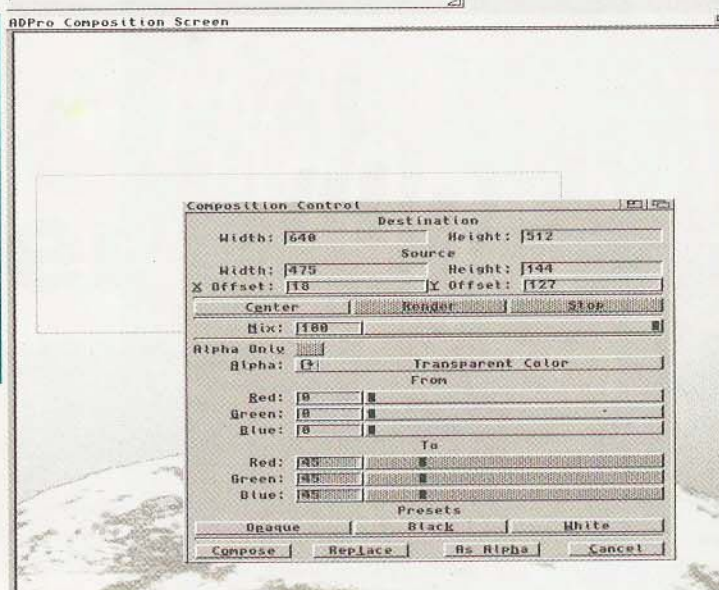 ADPro Composition Screen
Composition Control
Destination
Width: 640 Height: 512
Source
Width: 475 Height: 144
X Offset: 18 Y Offset: 127
Center Render Stop
Mix: 100
Alpha Only
Alpha: Transparent Color
From
Red: 0
Green: 0
Blue: 0
To
Red: 45
Green: 45
Blue: 45
Presets
Opaque Black White
Compose Replace As Alpha Cancel